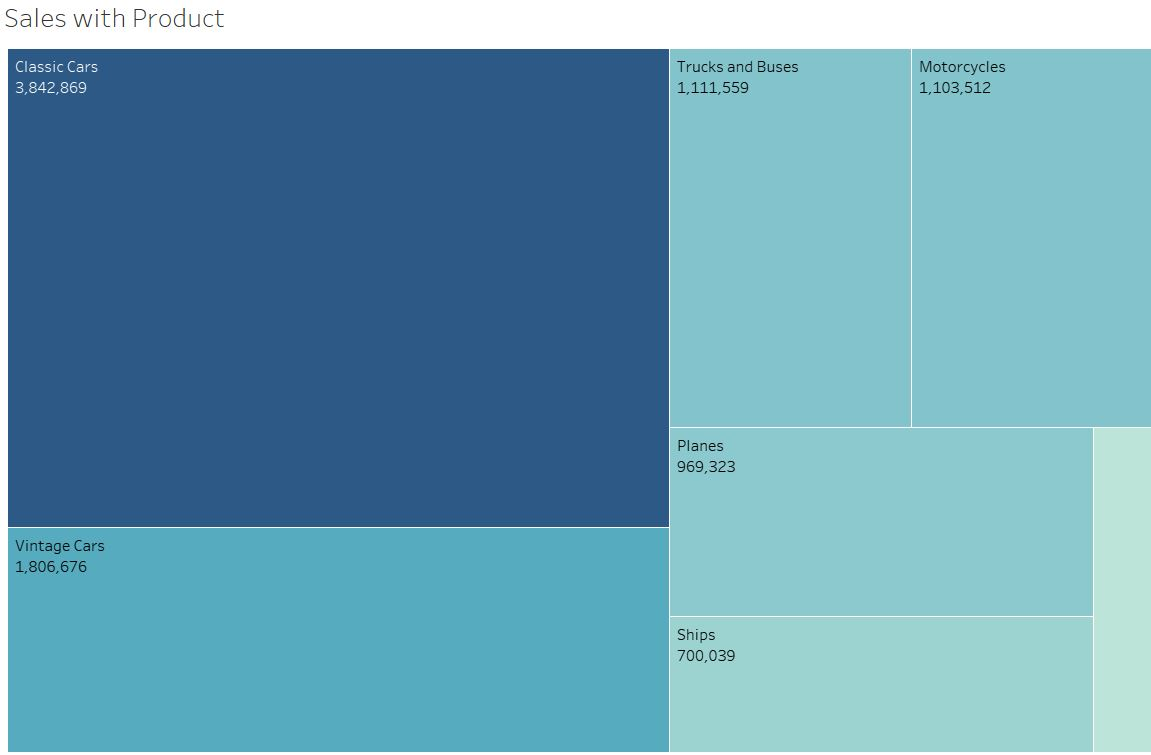 Sales with Product
Classic Cars
3,842,869
Trucks and Buses
1,111,559
Motorcycles
1,103,512
Vintage Cars
1,806,676
Planes
969,323
Ships
700,039